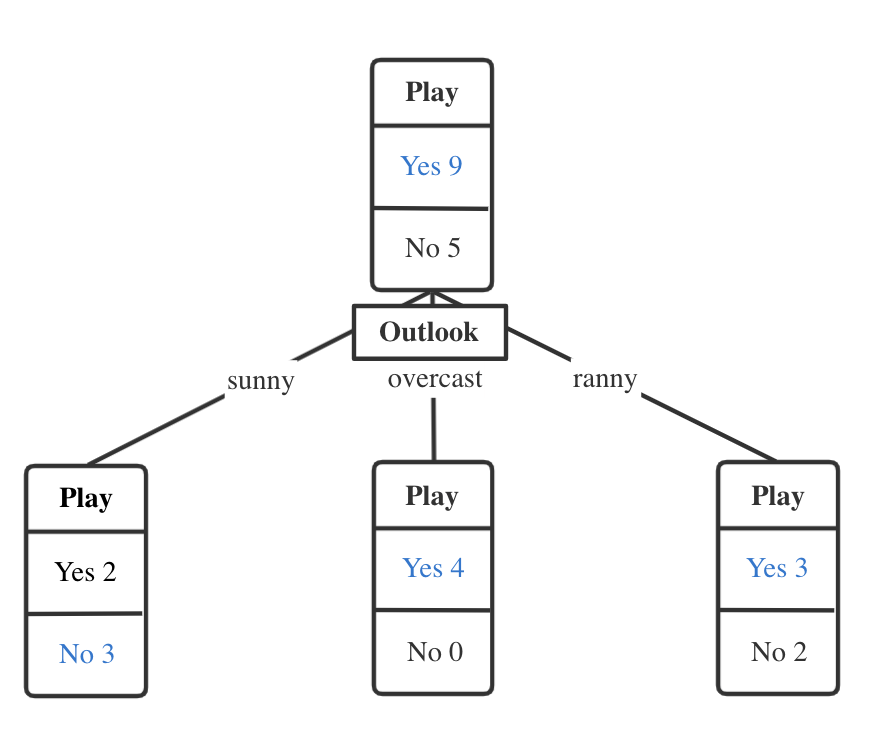 Play
Yes 9
No 5
Outlook
sunny
overcast
ranny
Play
Yes 2
No 3
Play
Yes 4
No 0
Play
Yes 3
No 2